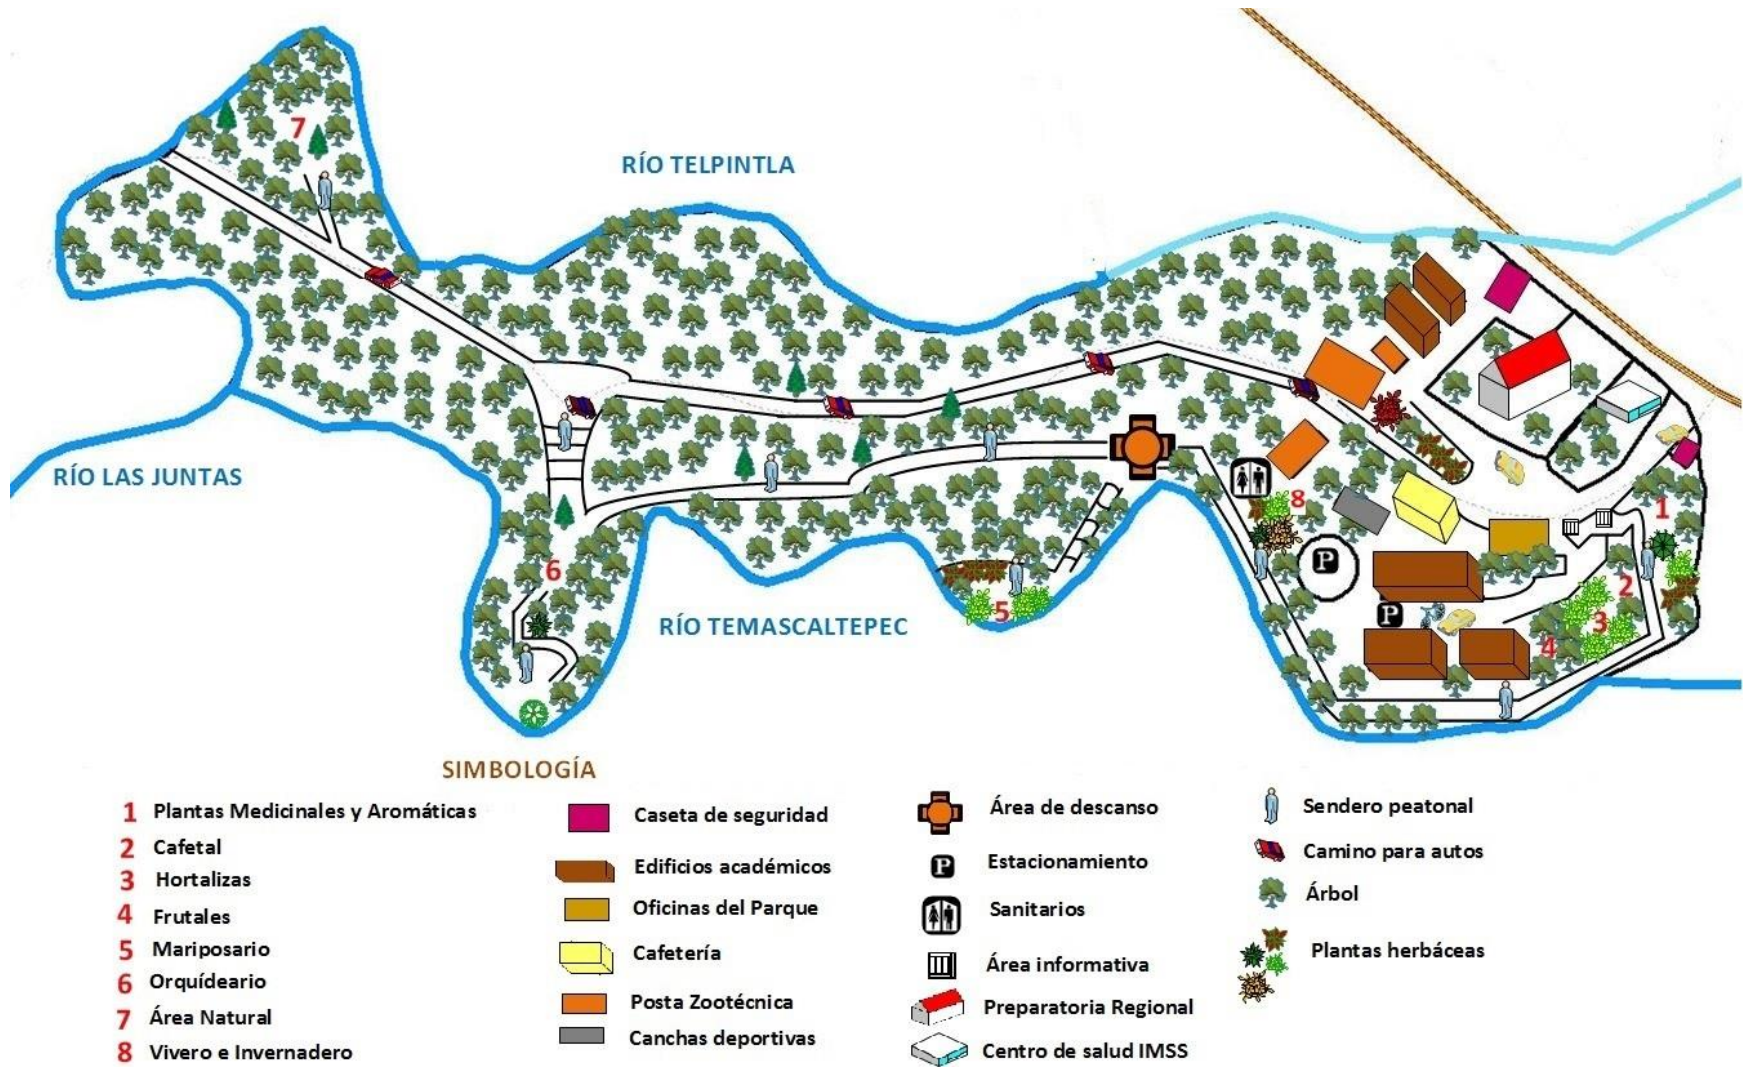 7
RÍO TELPINTLA
RÍO LAS JUNTAS
8
1
P
6
5
RÍO TEMASCALTEPEC
2
P
3
4
SIMBOLOGÍA
1 Plantas Medicinales y Aromáticas
2 Cafetal
3 Hortalizas
4 Frutales
5 Mariposario
6 Orquídeario
7 Área Natural
8 Vivero e Invernadero
Caseta de seguridad
Edificios académicos
Oficinas del Parque
Cafetería
Posta Zootécnica
Canchas deportivas
Área de descanso
P Estacionamiento
Sanitarios
Área informativa
Preparatoria Regional
Centro de salud IMSS
Sendero peatonal
Camino para autos
Árbol
Plantas herbáceas